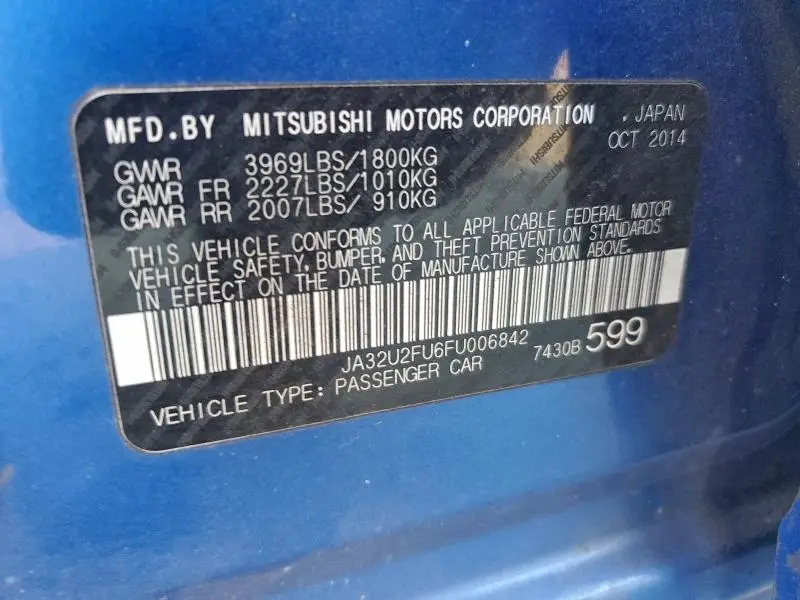 MFD.BY MITSUBISHI MOTORS CORPORATION , JAPAN
OCT 2014
GVWR 3969LBS/1800KG
GAWR FR 2227LBS/1010KG
GAWR RR 2007LBS/ 910KG
THIS VEHICLE CONFORMS TO ALL APPLICABLE FEDERAL MOTOR
VEHICLE SAFETY, BUMPER, AND THEFT PREVENTION STANDARDS
IN EFFECT ON THE DATE OF MANUFACTURE SHOWN ABOVE.
JA32U2FU6FU006842 7430B 599
VEHICLE TYPE: PASSENGER CAR